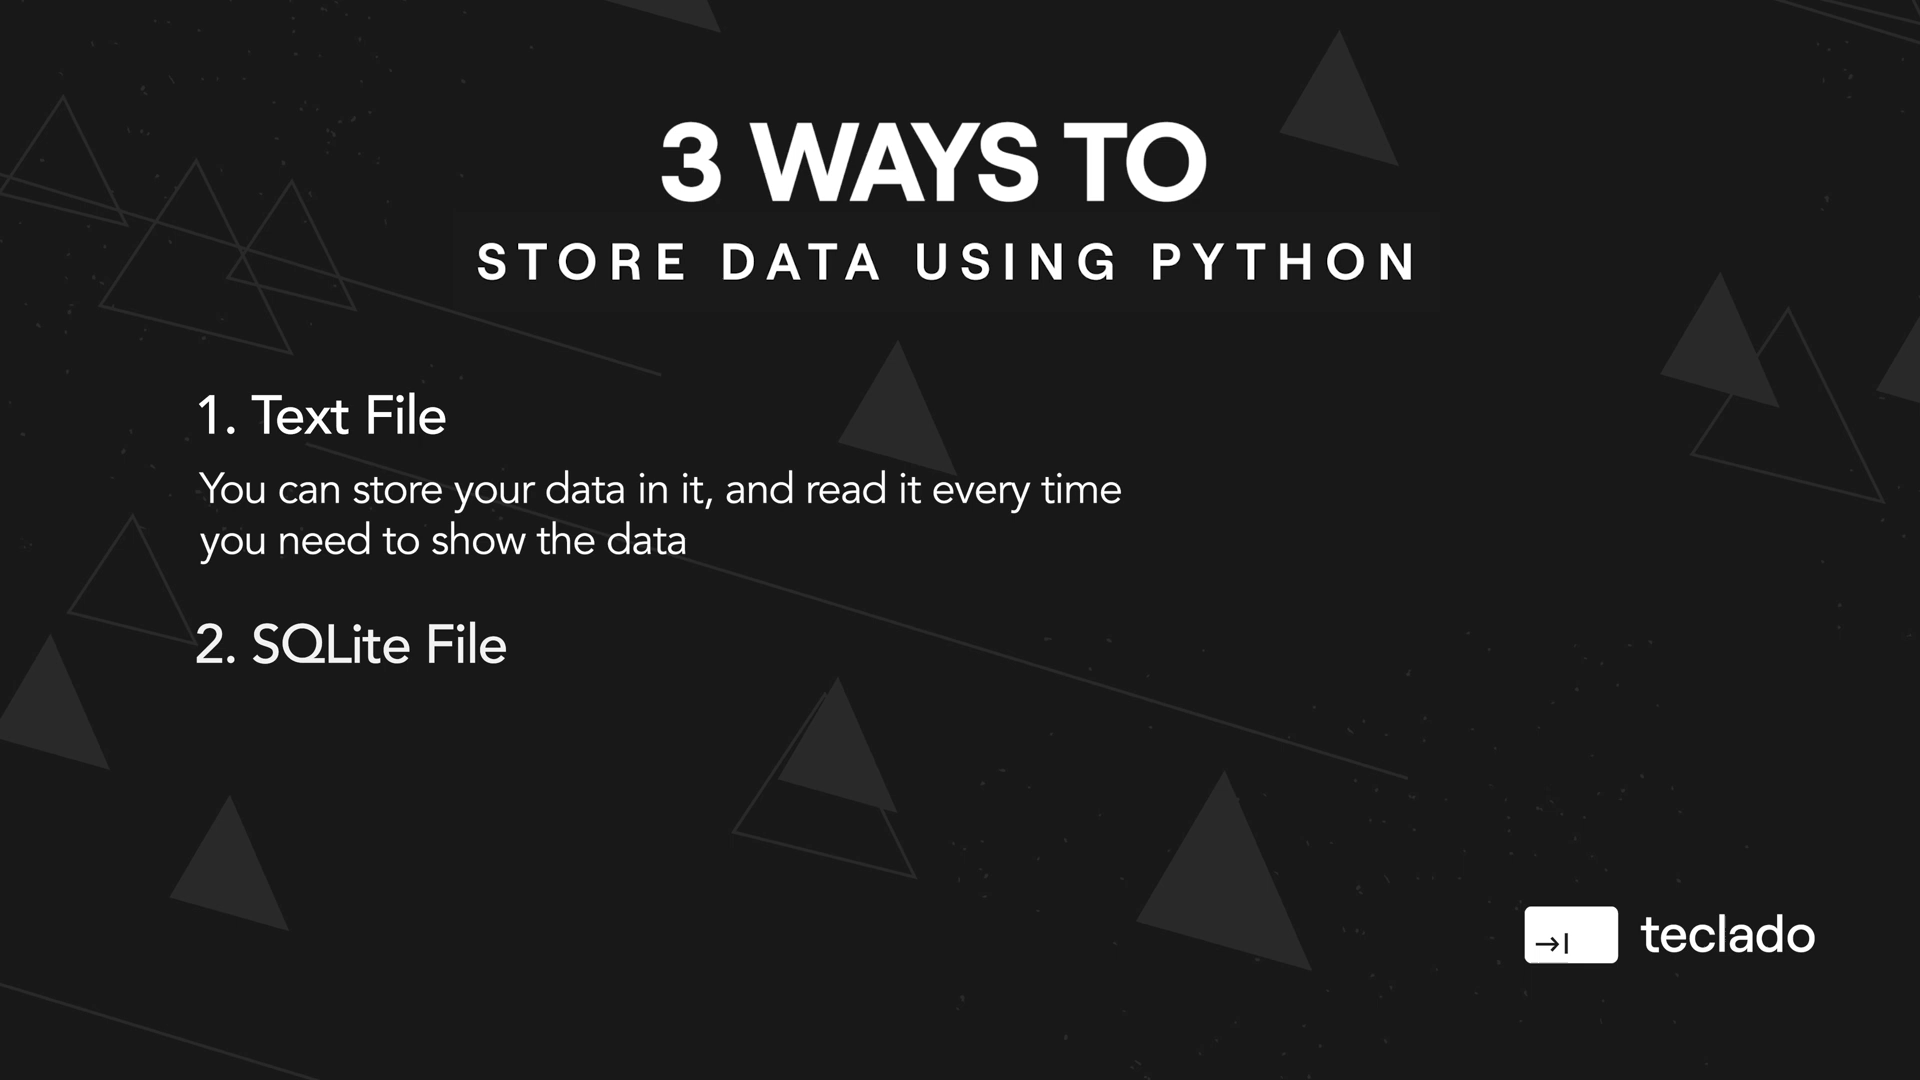 3 WAYS TO
STORE DATA USING PYTHON
1. Text File
You can store your data in it, and read it every time
you need to show the data
2. SQLite File
teclado